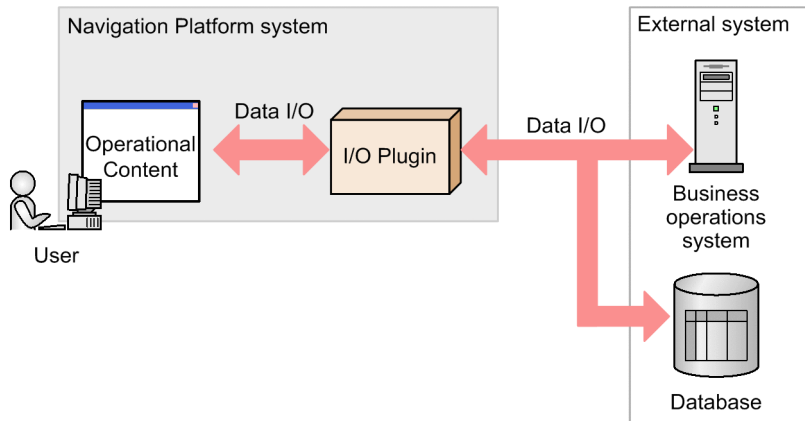 Navigation Platform system
External system
Data I/O
Operational
Content
I/O Plugin
Data I/O
User
Business
operations
system
Database